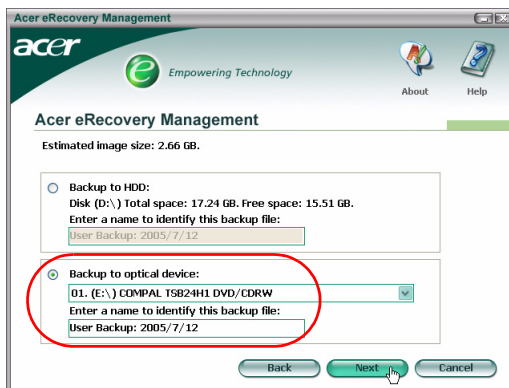 Acer eRecovery Management
acer
e Empowering Technology
About
Help
Acer eRecovery Management
Estimated image size: 2.66 GB.
Backup to HDD:
Disk (D:\) Total space: 17.24 GB. Free space: 15.51 GB.
Enter a name to identify this backup file:
User Backup: 2005/7/12
Backup to optical device:
01. (E:\) COMPAL TSB24H1 DVD/CDRW
Enter a name to identify this backup file:
User Backup: 2005/7/12
Back
Next
Cancel